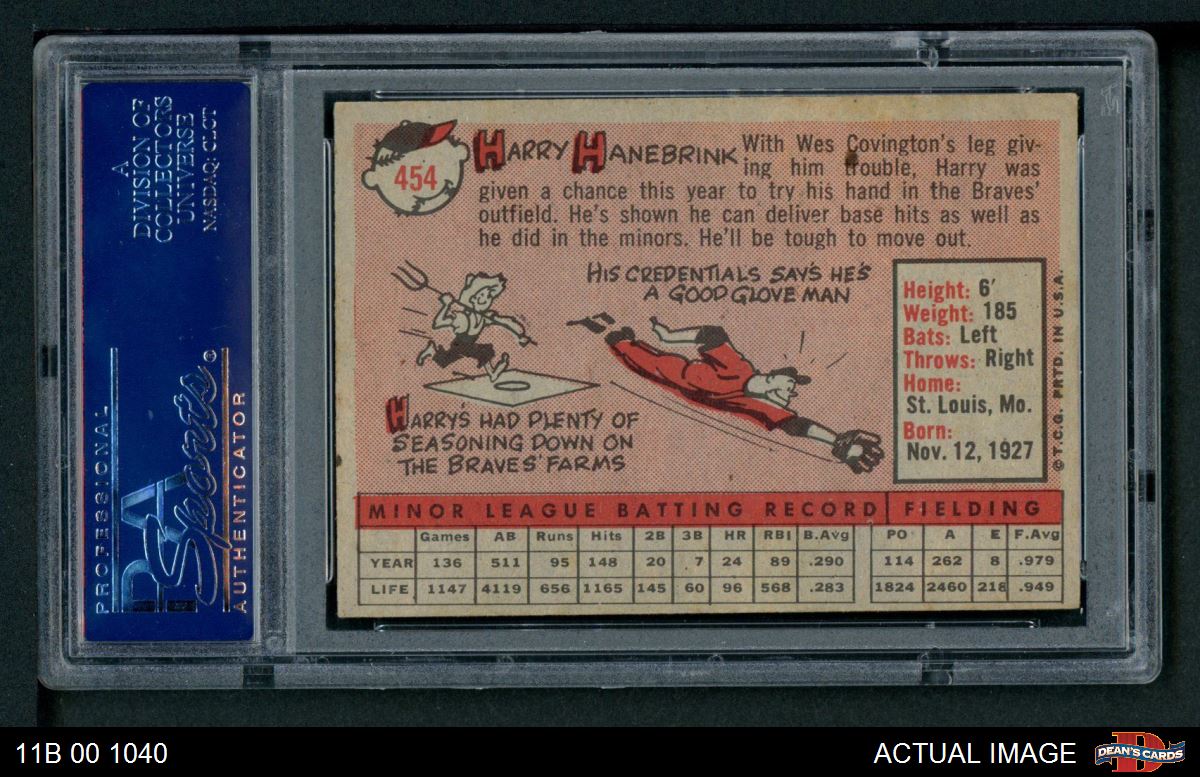 A
DIVISION OF
COLLECTORS
UNIVERSE
NASDAQ: CLCT
PROFESSIONAL
PSA
Sports®
AUTHENTICATOR
454
HARRY HANEBRINK
With Wes Covington's leg giv-
ing him trouble, Harry was
given a chance this year to try his hand in the Braves'
outfield. He's shown he can deliver base hits as well as
he did in the minors. He'll be tough to move out.
HIS CREDENTIALS SAY'S HE'S
A GOOD GLOVE MAN
HARRY'S HAD PLENTY OF
SEASONING DOWN ON
THE BRAVES' FARMS
Height: 6'
Weight: 185
Bats: Left
Throws: Right
Home:
St. Louis, Mo.
Born:
Nov. 12, 1927
© T.C.G. PRTD. IN U.S.A.
MINOR LEAGUE BATTING RECORD FIELDING
Games AB Runs Hits 2B 3B HR RBI B.Avg PO A E F.Avg
YEAR 136 511 95 148 20 7 24 89 .290 114 262 8 .979
LIFE 1147 4119 656 1165 145 60 96 568 .283 1824 2460 218 .949
11B 00 1040
ACTUAL IMAGE
DEAN'S CARDS